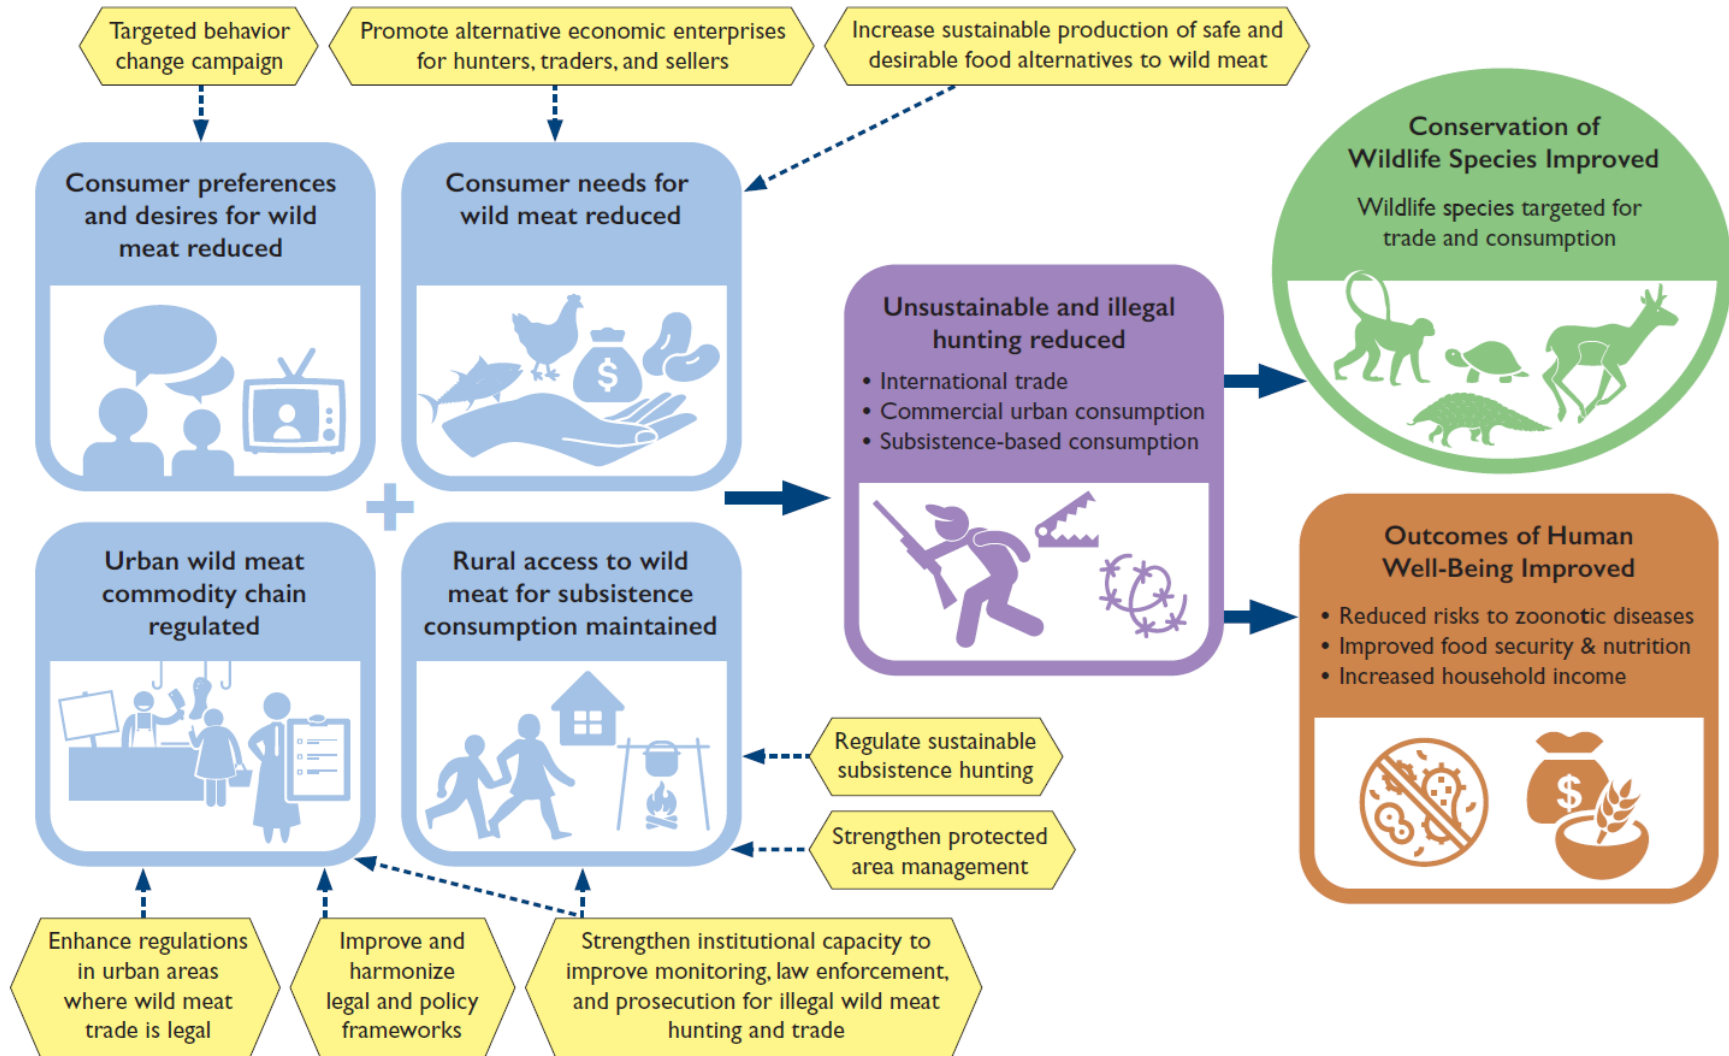 Targeted behavior
change campaign
Promote alternative economic enterprises
for hunters, traders, and sellers
Increase sustainable production of safe and
desirable food alternatives to wild meat
Consumer preferences
and desires for wild
meat reduced
Consumer needs for
wild meat reduced
$
Urban wild meat
commodity chain
regulated
Rural access to wild
meat for subsistence
consumption maintained
Regulate sustainable
subsistence hunting
Strengthen protected
area management
Enhance regulations
in urban areas
where wild meat
trade is legal
Improve and
harmonize
legal and policy
frameworks
Strengthen institutional capacity to
improve monitoring, law enforcement,
and prosecution for illegal wild meat
hunting and trade
Unsustainable and illegal
hunting reduced
• International trade
• Commercial urban consumption
• Subsistence-based consumption
Conservation of
Wildlife Species Improved
Wildlife species targeted for
trade and consumption
Outcomes of Human
Well-Being Improved
• Reduced risks to zoonotic diseases
• Improved food security & nutrition
• Increased household income
$